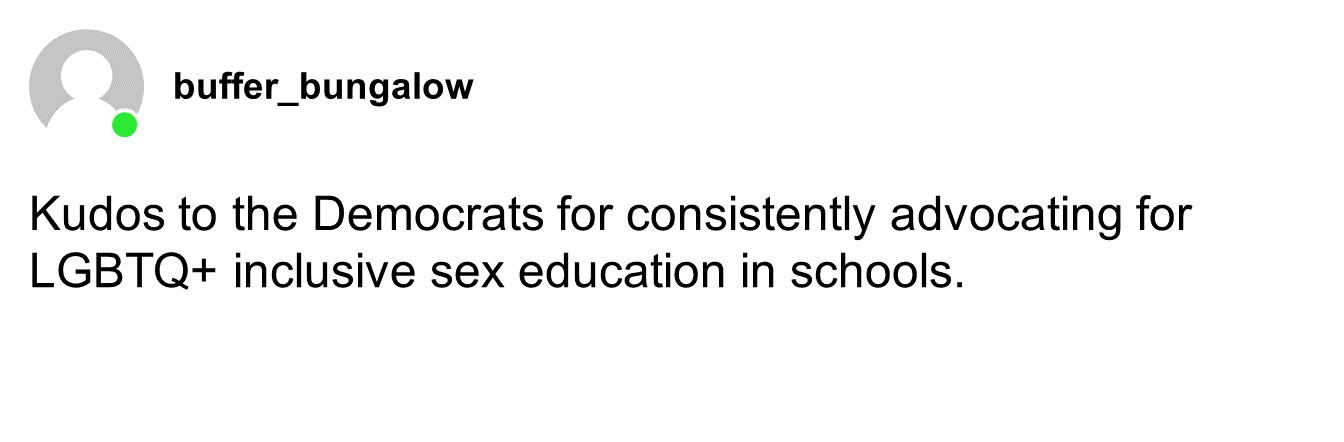 buffer_bungalow
Kudos to the Democrats for consistently advocating for
LGBTQ+ inclusive sex education in schools.